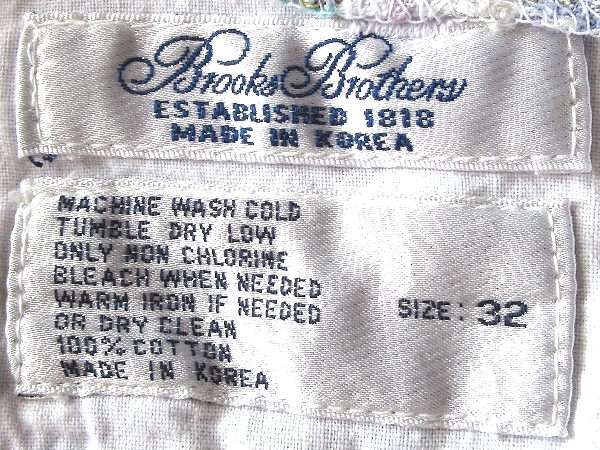 Brooks Brothers
ESTABLISHED 1818
MADE IN KOREA
MACHINE WASH COLD
TUMBLE DRY LOW
ONLY NON CHLORINE
BLEACH WHEN NEEDED
WARM IRON IF NEEDED
OR DRY CLEAN
100% COTTON
MADE IN KOREA
SIZE: 32